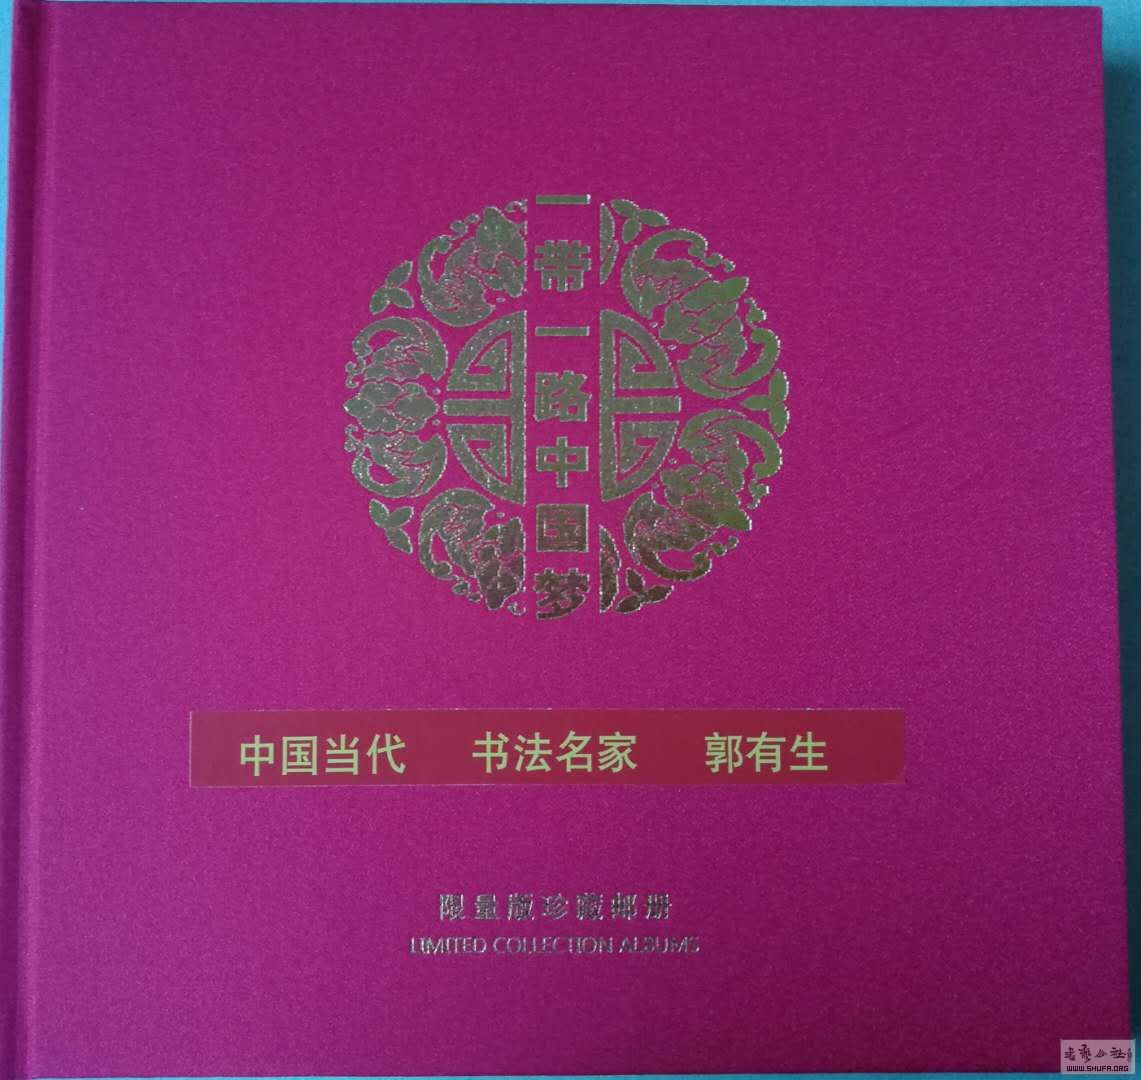 一带一路中国梦
中国当代 书法名家 郭有生
限量版珍藏邮册
LIMITED COLLECTION ALBUMS
WWW.SHUFA.ORG